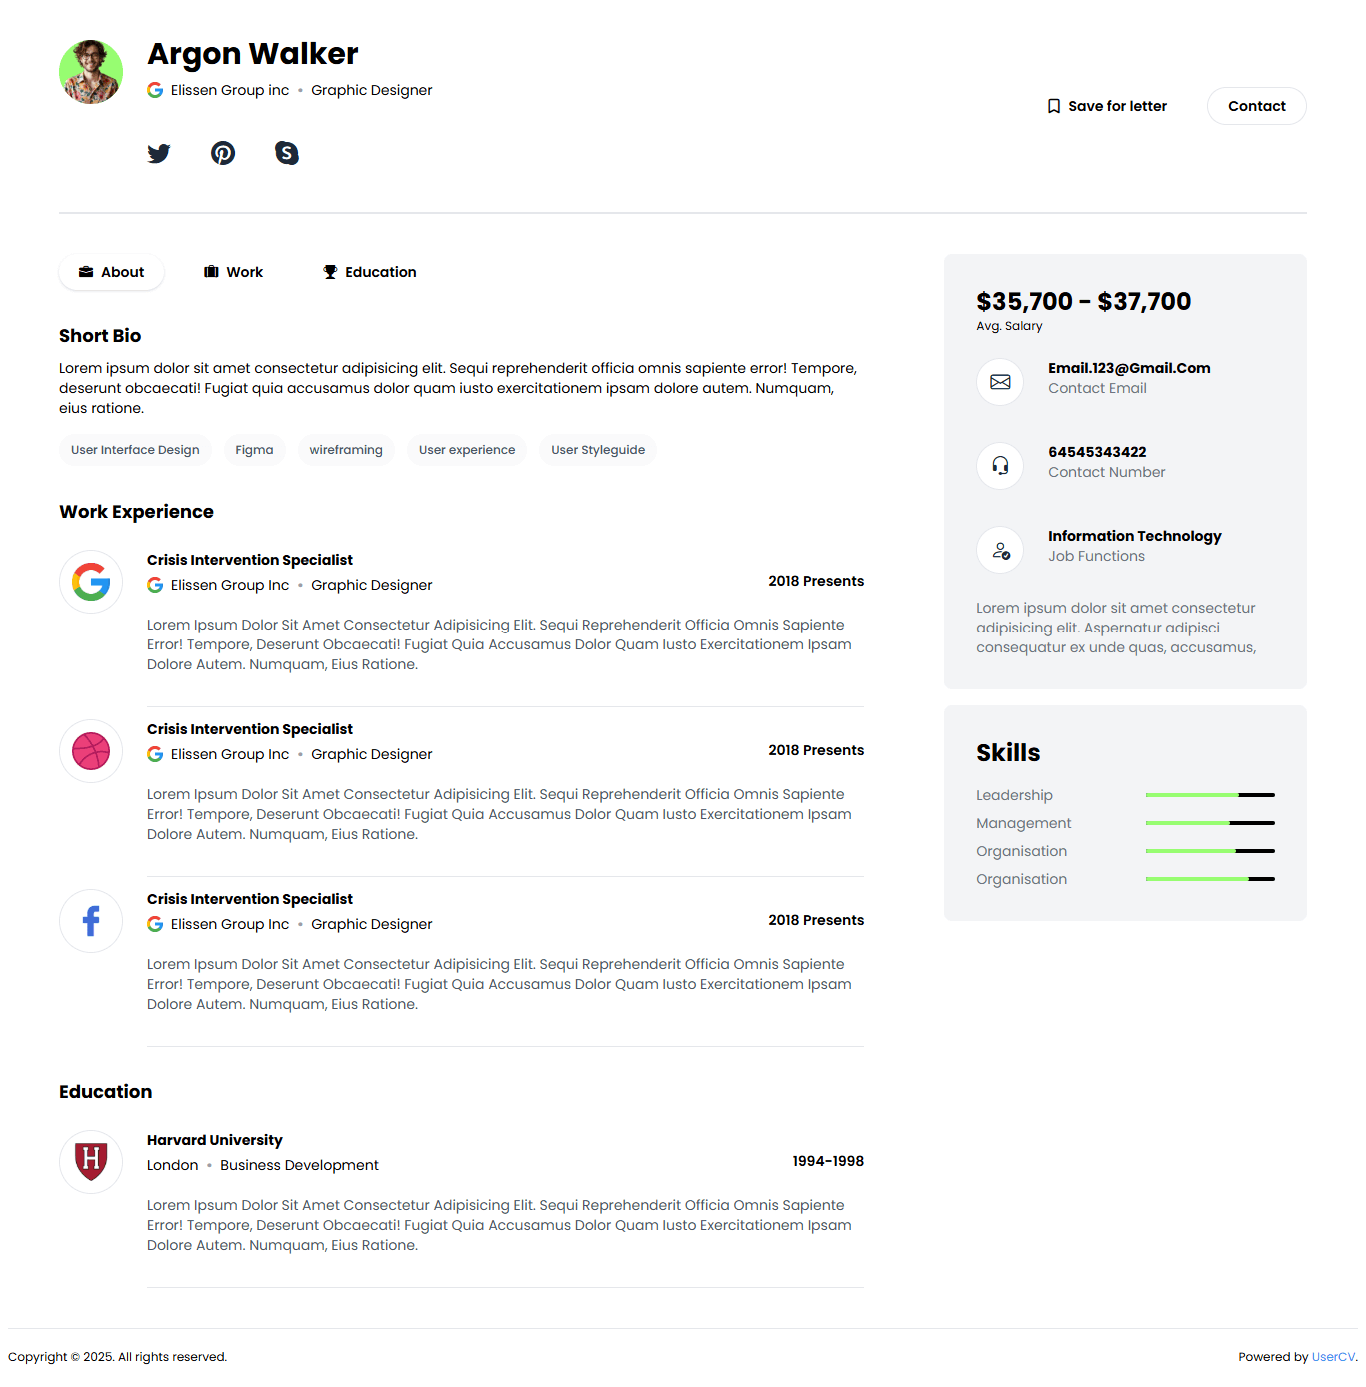 Argon Walker
Elissen Group inc • Graphic Designer
Save for letter
Contact
About
Work
Education
Short Bio
Lorem ipsum dolor sit amet consectetur adipisicing elit. Sequi reprehenderit officia omnis sapiente error! Tempore,
deserunt obcaecati! Fugiat quia accusamus dolor quam iusto exercitationem ipsam dolore autem. Numquam,
eius ratione.
User Interface Design
Figma
wireframing
User experience
User Styleguide
Work Experience
Crisis Intervention Specialist
Elissen Group Inc • Graphic Designer
2018 Presents
Lorem Ipsum Dolor Sit Amet Consectetur Adipisicing Elit. Sequi Reprehenderit Officia Omnis Sapiente
Error! Tempore, Deserunt Obcaecati! Fugiat Quia Accusamus Dolor Quam Iusto Exercitationem Ipsam
Dolore Autem. Numquam, Eius Ratione.
Crisis Intervention Specialist
Elissen Group Inc • Graphic Designer
2018 Presents
Lorem Ipsum Dolor Sit Amet Consectetur Adipisicing Elit. Sequi Reprehenderit Officia Omnis Sapiente
Error! Tempore, Deserunt Obcaecati! Fugiat Quia Accusamus Dolor Quam Iusto Exercitationem Ipsam
Dolore Autem. Numquam, Eius Ratione.
Crisis Intervention Specialist
Elissen Group Inc • Graphic Designer
2018 Presents
Lorem Ipsum Dolor Sit Amet Consectetur Adipisicing Elit. Sequi Reprehenderit Officia Omnis Sapiente
Error! Tempore, Deserunt Obcaecati! Fugiat Quia Accusamus Dolor Quam Iusto Exercitationem Ipsam
Dolore Autem. Numquam, Eius Ratione.
Education
H
Harvard University
London • Business Development
1994-1998
Lorem Ipsum Dolor Sit Amet Consectetur Adipisicing Elit. Sequi Reprehenderit Officia Omnis Sapiente
Error! Tempore, Deserunt Obcaecati! Fugiat Quia Accusamus Dolor Quam Iusto Exercitationem Ipsam
Dolore Autem. Numquam, Eius Ratione.
$35,700 - $37,700
Avg. Salary
Email.123@Gmail.Com
Contact Email
64545343422
Contact Number
Information Technology
Job Functions
Lorem ipsum dolor sit amet consectetur
adipisicing elit. Aspernatur adipisci
consequatur ex unde quas, accusamus,
Skills
Leadership
Management
Organisation
Organisation
Copyright © 2025. All rights reserved.
Powered by UserCV.